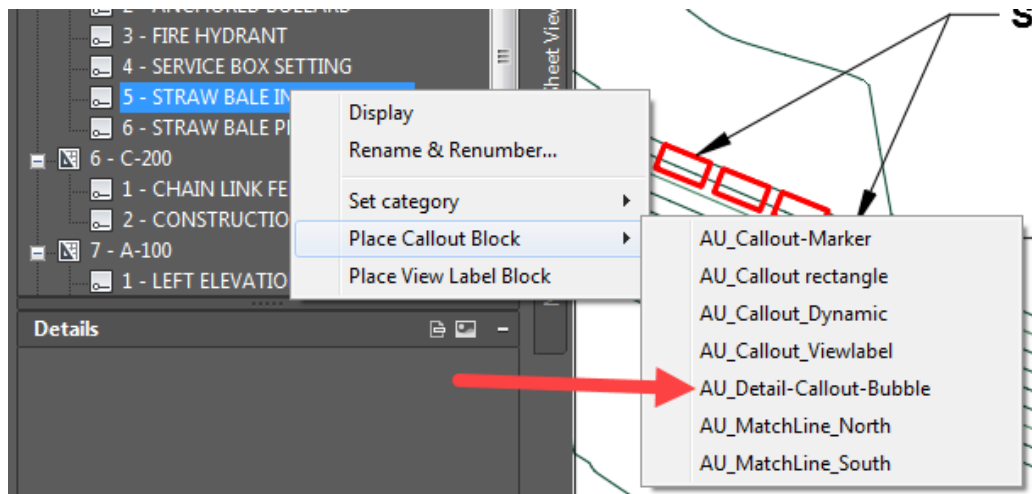 2 - ANCHORED BOLLARD
3 - FIRE HYDRANT
4 - SERVICE BOX SETTING
5 - STRAW BALE IN
6 - STRAW BALE
6 - C-200
1 - CHAIN LINK FE
2 - CONSTRUCTIO
7 - A-100
1 - LEFT ELEVATIO
Details
Display
Rename & Renumber...
Set category
Place Callout Block
Place View Label Block
AU_Callout-Marker
AU_Callout rectangle
AU_Callout_Dynamic
AU_Callout_Viewlabel
AU_Detail-Callout-Bubble
AU_MatchLine_North
AU_MatchLine_South
Sheet View
S